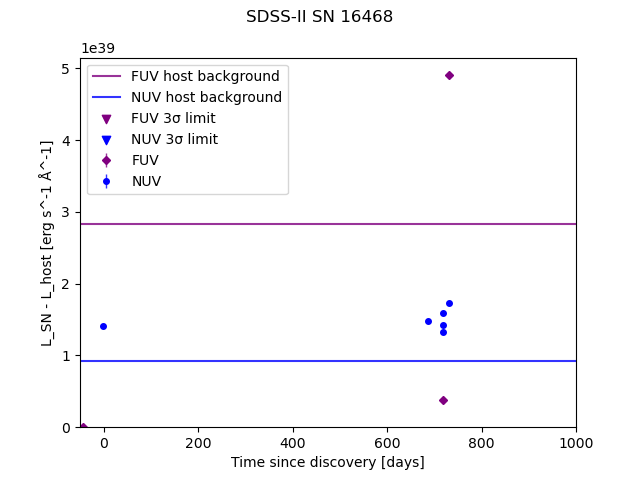 SDSS-II SN 16468
1e39
FUV host background
NUV host background
FUV 3σ limit
NUV 3σ limit
FUV
NUV
5
4
3
2
1
0
L_SN - L_host [erg s^-1 Å^-1]
0 200 400 600 800 1000
Time since discovery [days]